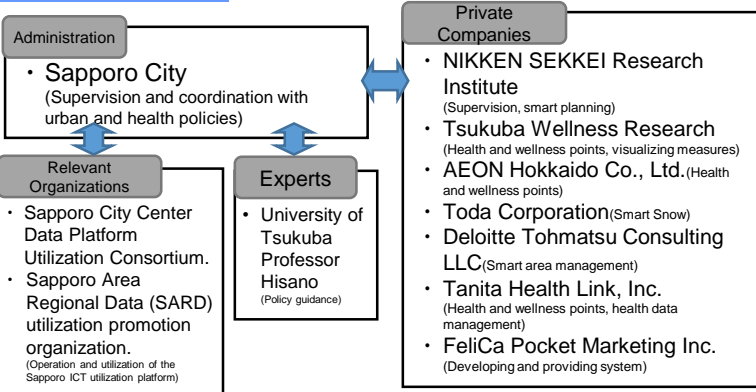 Administration
・ Sapporo City
(Supervision and coordination with
urban and health policies)
Relevant
Organizations
・ Sapporo City Center
Data Platform
Utilization Consortium.
・ Sapporo Area
Regional Data (SARD)
utilization promotion
organization.
(Operation and utilization of the
Sapporo ICT utilization platform)
Experts
• University of
Tsukuba
Professor
Hisano
(Policy guidance)
Private
Companies
・ NIKKEN SEKKEI Research
Institute
(Supervision, smart planning)
・ Tsukuba Wellness Research
(Health and wellness points, visualizing measures)
・ AEON Hokkaido Co., Ltd.(Health
and wellness points)
・ Toda Corporation(Smart Snow)
・ Deloitte Tohmatsu Consulting
LLC(Smart area management)
・ Tanita Health Link, Inc.
(Health and wellness points, health data
management)
・ FeliCa Pocket Marketing Inc.
(Developing and providing system)